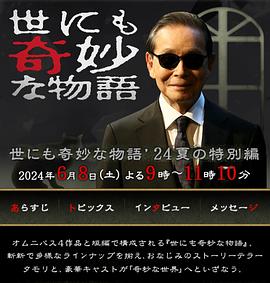 世にも
奇妙
な物語
世にも奇妙な物語’24夏の特別編
2024年6月8日(土)よる9時~11時10分
あらすじ
トピックス
インタビュー
メッセージ
オムニバス4作品と短編で構成される『世にも奇妙な物語』。
斬新で多様なラインナップを揃え、おなじみのストーリーテラー
タモリと、豪華キャストが「奇妙な世界」へといざなう。